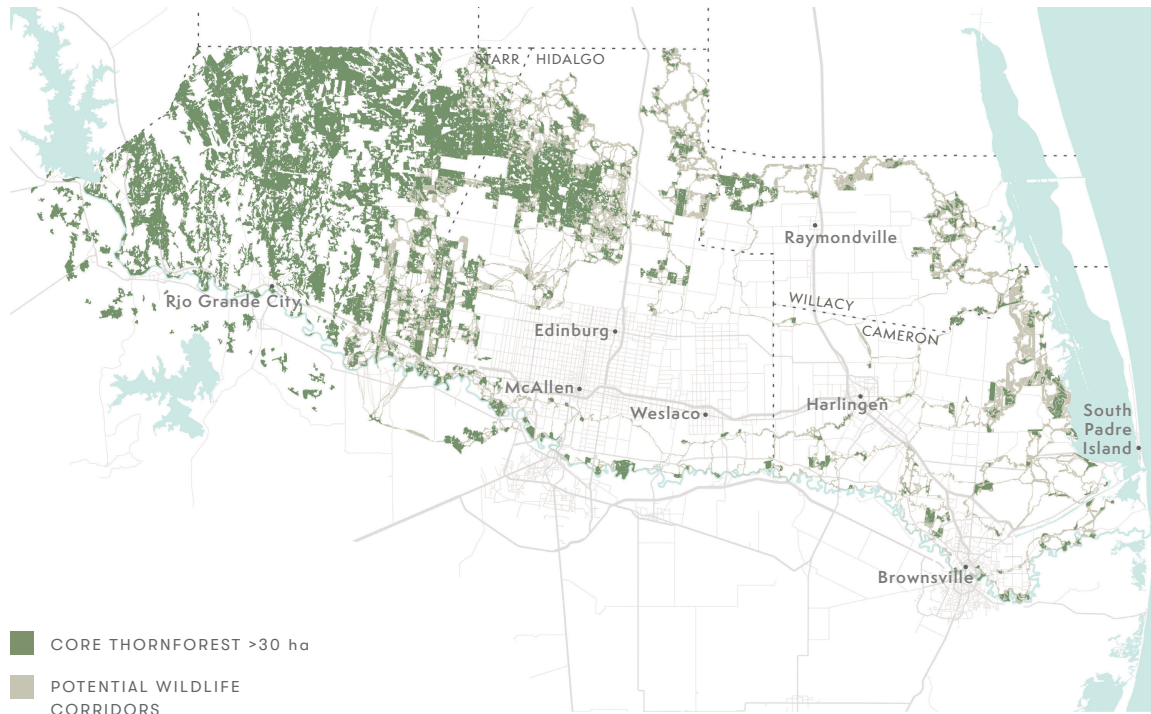 STARR HIDALGO
Raymondville
Rjo Grande City
WILLACY
CAMERON
Edinburg
McAllen
Weslaco
Harlingen
South
Padre
Island
Brownsville
CORE THORNFOREST >30 ha
POTENTIAL WILDLIFE
CORRIDORS